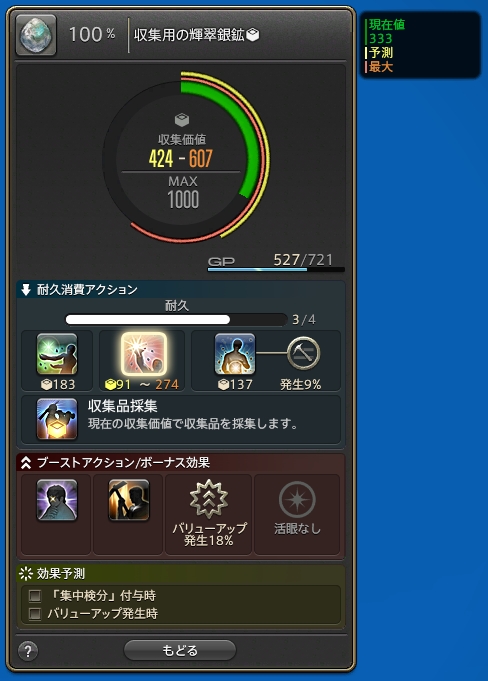 100% 収集用の輝翠銀鉱
収集価値
424 - 607
MAX
1000
GP 527/721
耐久消費アクション
耐久
3/4
183 91 ～ 274 137 発生9%
収集品採集
現在の収集価値で収集品を採集します。
ブーストアクション/ボーナス効果
バリューアップ
発生18%
活眼なし
効果予測
「集中検分」付与時
バリューアップ発生時
? もどる
現在値
333
予測
最大